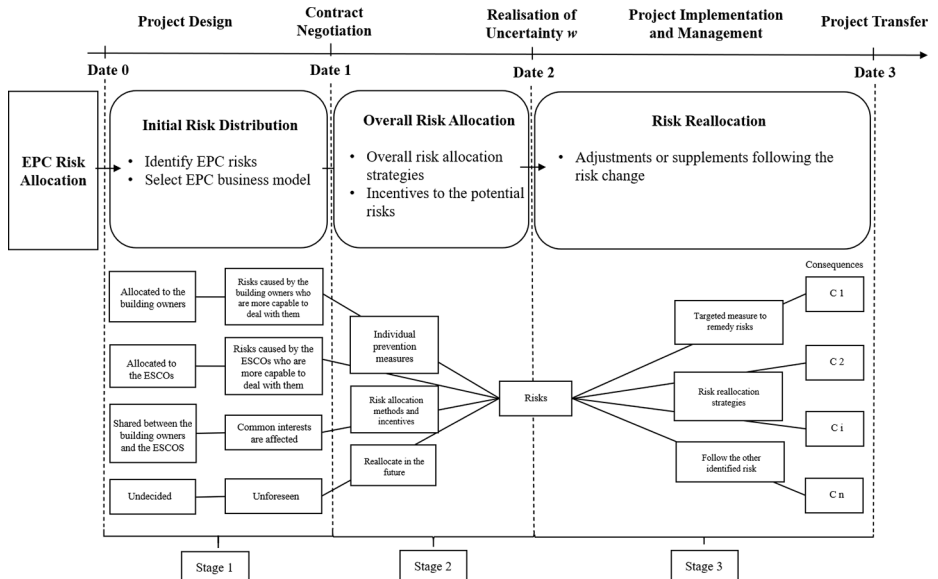 Project Design
Contract
Negotiation
Realisation of
Uncertainty w
Project Implementation
and Management
Project Transfer
Date 0
Date 1
Date 2
Date 3
EPC Risk
Allocation
Initial Risk Distribution
• Identify EPC risks
• Select EPC business model
Overall Risk Allocation
• Overall risk allocation
strategies
• Incentives to the potential
risks
Risk Reallocation
• Adjustments or supplements following the
risk change
Allocated to the
building owners
Risks caused by the
building owners who
are more capable to
deal with them
Allocated to
the ESCOs
Risks caused by the
ESCOs who are
more capable to
deal with them
Shared between the
building owners
and the ESCOS
Common interests
are affected
Undecided
Unforeseen
Individual
prevention
measures
Risk allocation
methods and
incentives
Reallocate in the
future
Risks
Targeted measure to
remedy risks
Risk reallocation
strategies
Follow the other
identified risk
Consequences
C 1
C 2
C i
C n
Stage 1
Stage 2
Stage 3